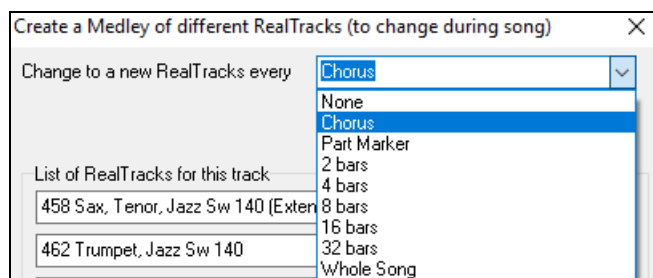 Create a Medley of different RealTracks (to change during song)
Change to a new RealTracks every
Chorus
None
Chorus
Part Marker
2 bars
4 bars
8 bars
16 bars
32 bars
Whole Song
List of RealTracks for this track
458 Sax, Tenor, Jazz Sw 140 (Exten
462 Trumpet, Jazz Sw 140